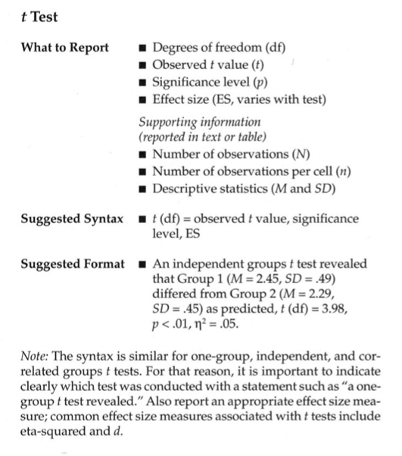 t Test
What to Report ■ Degrees of freedom (df)
■ Observed t value (t)
■ Significance level (p)
■ Effect size (ES, varies with test)
Supporting information
(reported in text or table)
■ Number of observations (N)
■ Number of observations per cell (n)
■ Descriptive statistics (M and SD)
Suggested Syntax ■ t (df) = observed t value, significance
level, ES
Suggested Format ■ An independent groups t test revealed
that Group 1 (M = 2.45, SD = .49)
differed from Group 2 (M = 2.29,
SD = .45) as predicted, t (df) = 3.98,
p < .01, η² = .05.
Note: The syntax is similar for one-group, independent, and cor-
related groups t tests. For that reason, it is important to indicate
clearly which test was conducted with a statement such as “a one-
group t test revealed.” Also report an appropriate effect size mea-
sure; common effect size measures associated with t tests include
eta-squared and d.